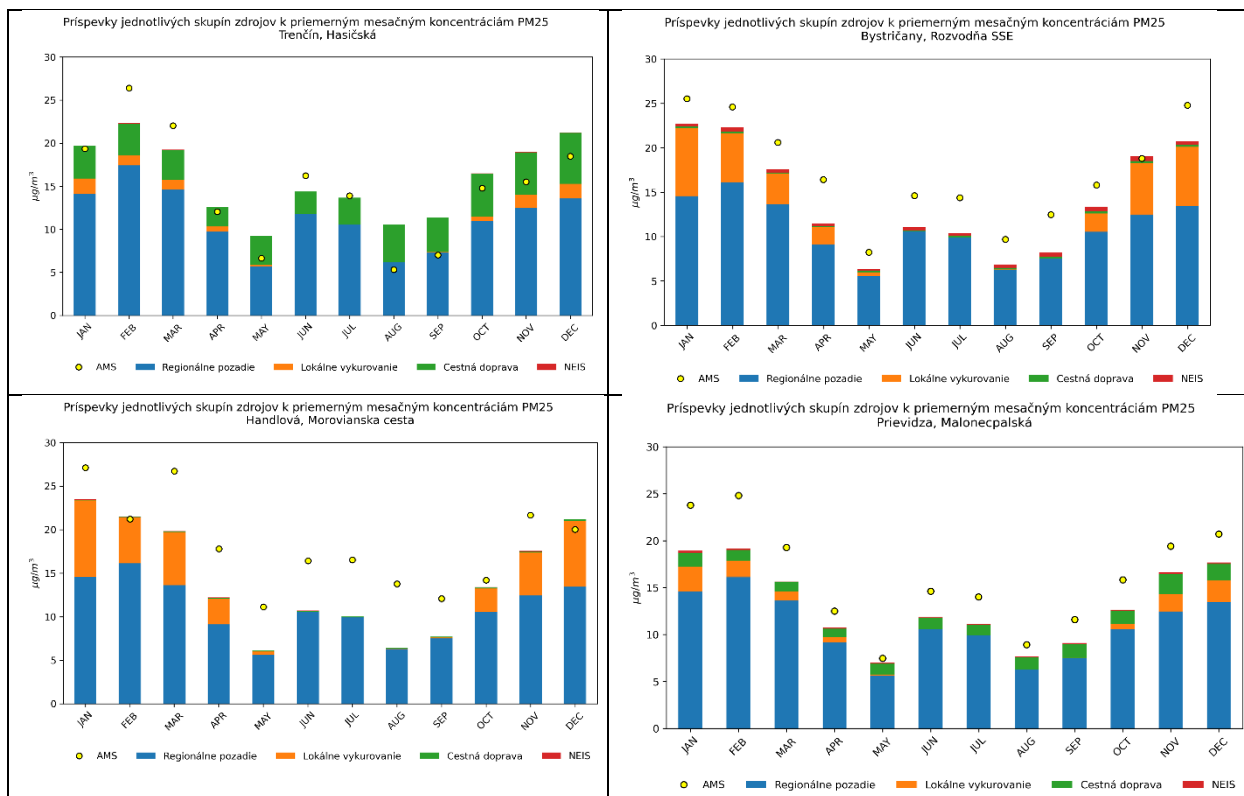 Príspevky jednotlivých skupín zdrojov k priemerným mesačným koncentráciám PM25
Trenčín, Hasičská
30
25
20
15
10
5
0
µg/m³
JAN FEB MAR APR MAY JUN JUL AUG SEP OCT NOV DEC
AMS Regionálne pozadie Lokálne vykurovanie Cestná doprava NEIS
Príspevky jednotlivých skupín zdrojov k priemerným mesačným koncentráciám PM25
Bystričany, Rozvodňa SSE
30
25
20
15
10
5
0
µg/m³
JAN FEB MAR APR MAY JUN JUL AUG SEP OCT NOV DEC
AMS Regionálne pozadie Lokálne vykurovanie Cestná doprava NEIS
Príspevky jednotlivých skupín zdrojov k priemerným mesačným koncentráciám PM25
Handlová, Morovianska cesta
30
25
20
15
10
5
0
µg/m³
JAN FEB MAR APR MAY JUN JUL AUG SEP OCT NOV DEC
AMS Regionálne pozadie Lokálne vykurovanie Cestná doprava NEIS
Príspevky jednotlivých skupín zdrojov k priemerným mesačným koncentráciám PM25
Prievidza, Malonecpalská
30
25
20
15
10
5
0
µg/m³
JAN FEB MAR APR MAY JUN JUL AUG SEP OCT NOV DEC
AMS Regionálne pozadie Lokálne vykurovanie Cestná doprava NEIS